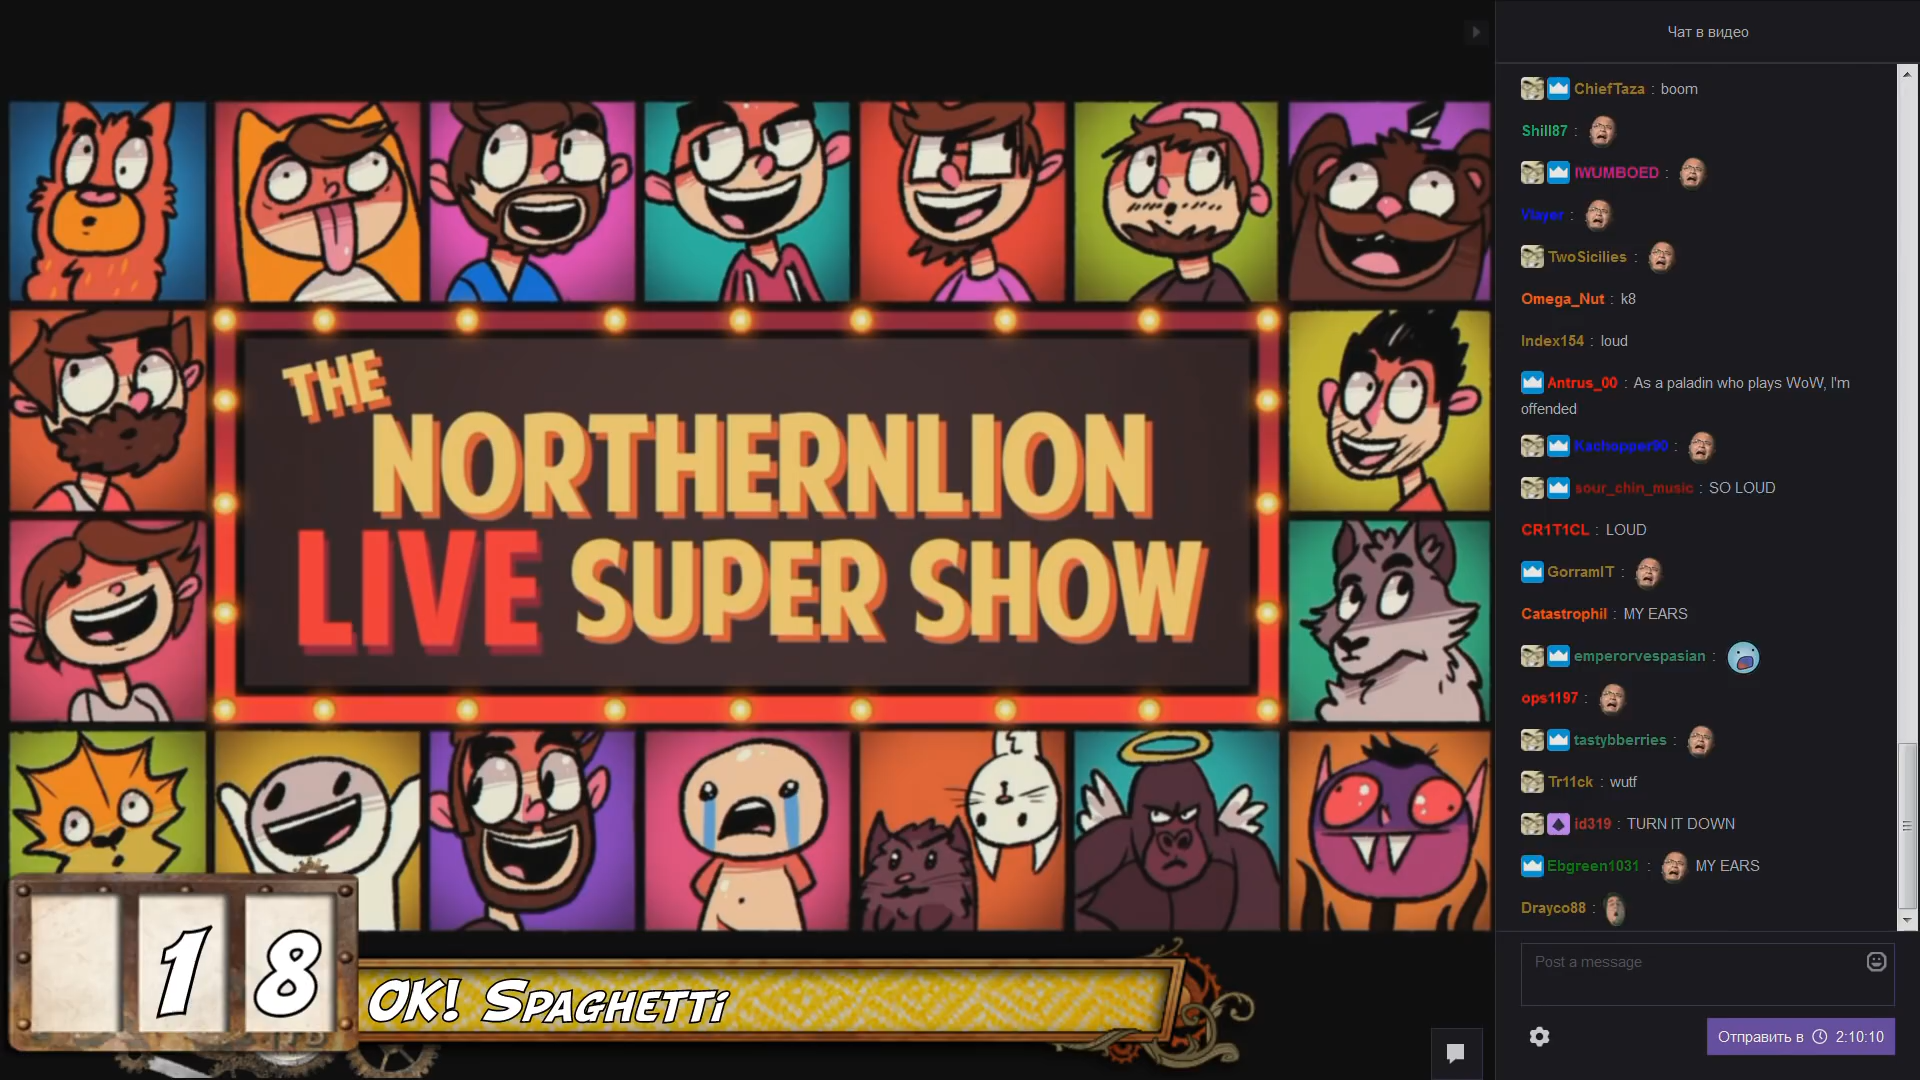 THE
NORTHERNLION
LIVE SUPER SHOW
18
OK! SPAGHETTI
Чат в видео
ChiefTaza : boom
Shill87 :
IWUMBOED :
Vlayer :
TwoSicilies :
Omega_Nut : k8
Index154 : loud
Antrus_00 : As a paladin who plays WoW, I'm
offended
Kachopper90 :
sour_chin_music : SO LOUD
CR1T1CL : LOUD
GorramIT :
Catastrophil : MY EARS
emperorvespasian :
ops1197 :
tastybberries :
Tr11ck : wutf
id319 : TURN IT DOWN
Ebgreen1031 : MY EARS
Drayco88 :
Post a message
Отправить в 2:10:10